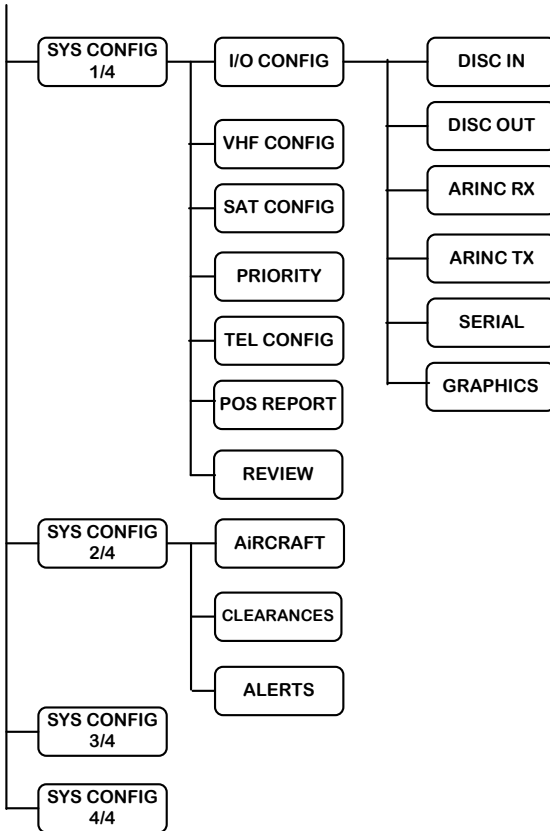 SYS CONFIG
1/4
I/O CONFIG
DISC IN
DISC OUT
VHF CONFIG
ARINC RX
SAT CONFIG
ARINC TX
PRIORITY
SERIAL
TEL CONFIG
GRAPHICS
POS REPORT
REVIEW
SYS CONFIG
2/4
AiRCRAFT
CLEARANCES
ALERTS
SYS CONFIG
3/4
SYS CONFIG
4/4